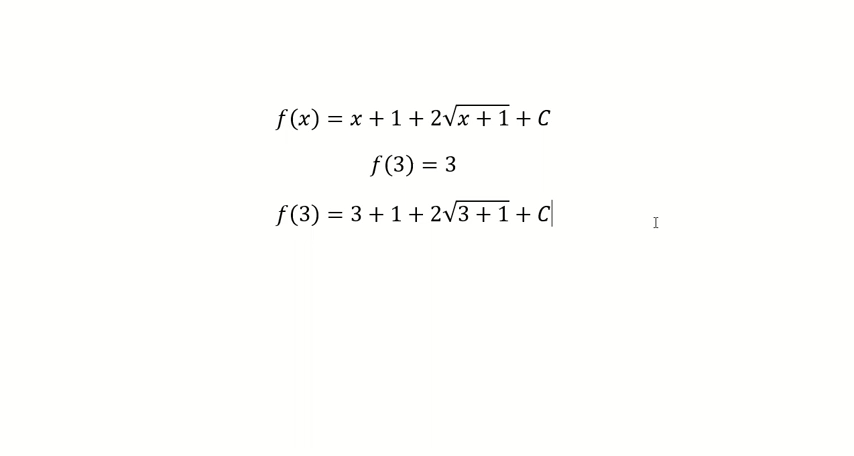 f(x) = x + 1 + 2√(x + 1) + C
f(3) = 3
f(3) = 3 + 1 + 2√(3 + 1) + C